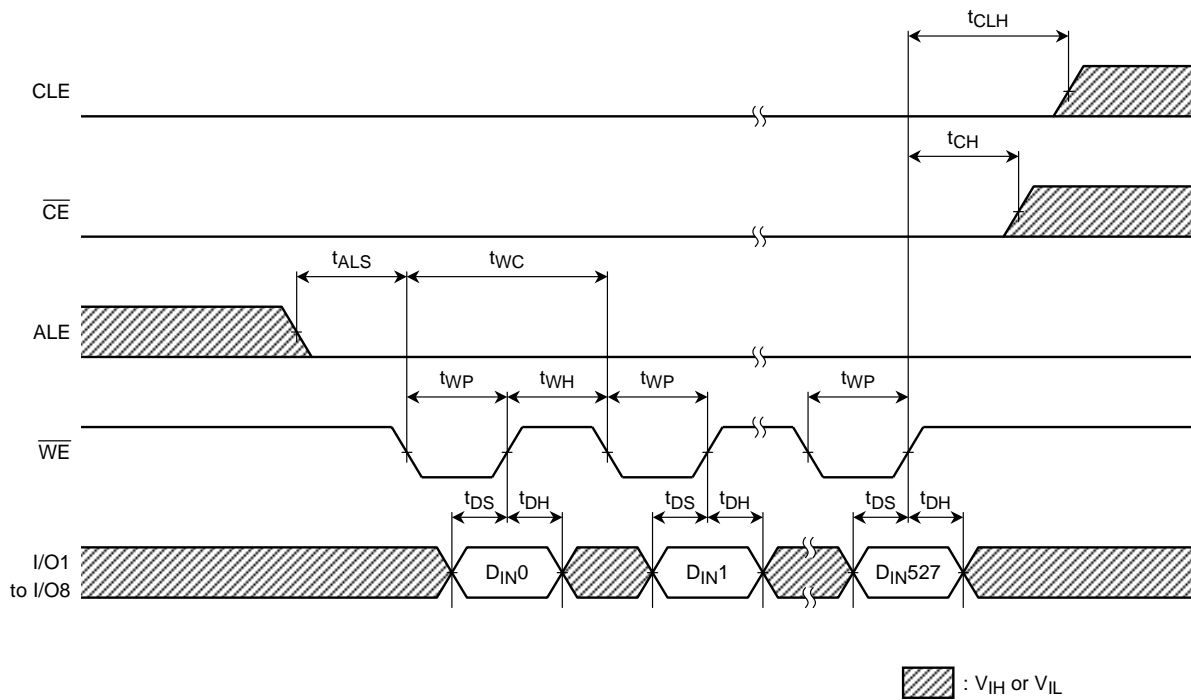 tCLH
CLE
tCH
CE
tALS
tWC
ALE
tWP
tWH
tWP
tWP
WE
tDS
tDH
tDS
tDH
tDS
tDH
I/O1
to I/O8
DIN0
DIN1
DIN527
: VIH or VIL